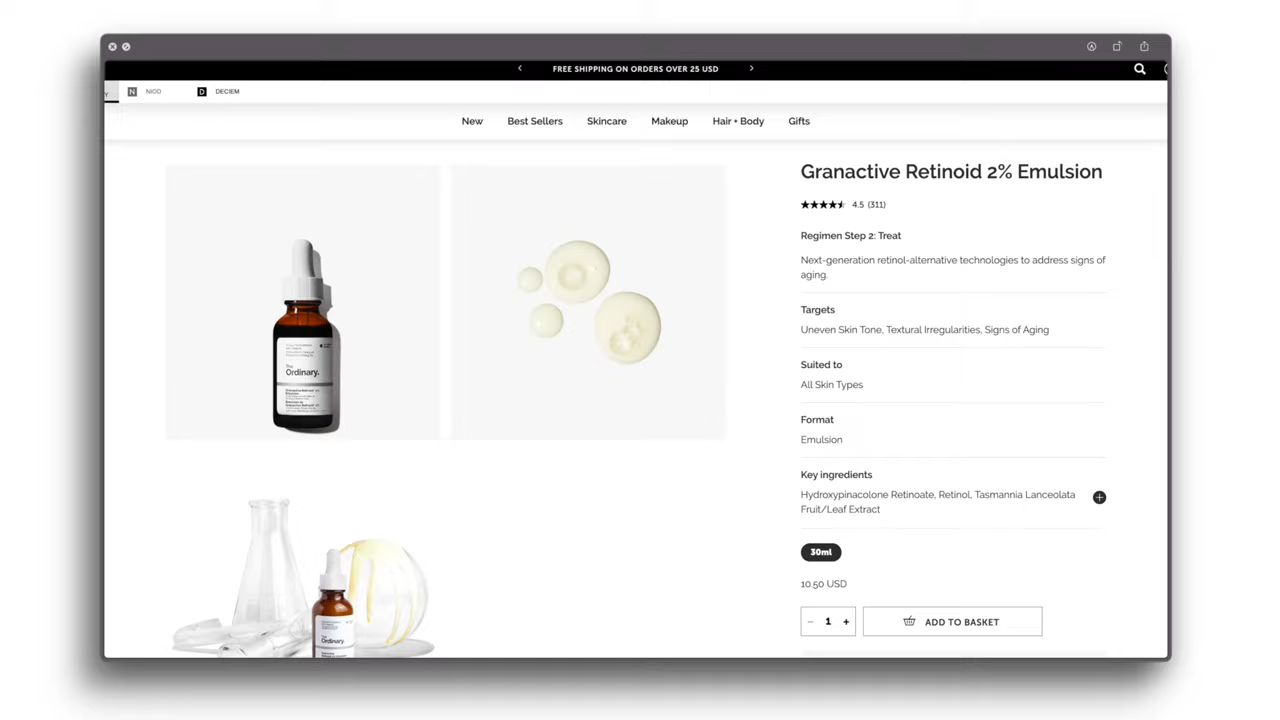 FREE SHIPPING ON ORDERS OVER 25 USD
Y
N NIOD
D DECIEM
New Best Sellers Skincare Makeup Hair + Body Gifts
Granactive Retinoid 2% Emulsion
4.5 (311)
Regimen Step 2: Treat
Next-generation retinol-alternative technologies to address signs of
aging.
Targets
Uneven Skin Tone, Textural Irregularities, Signs of Aging
Suited to
All Skin Types
Format
Emulsion
Key ingredients
Hydroxypinacolone Retinoate, Retinol, Tasmannia Lanceolata
Fruit/Leaf Extract
30ml
10.50 USD
− 1 +
ADD TO BASKET
The
Ordinary.
Granactive Retinoid 2%
Emulsion
The
Ordinary.